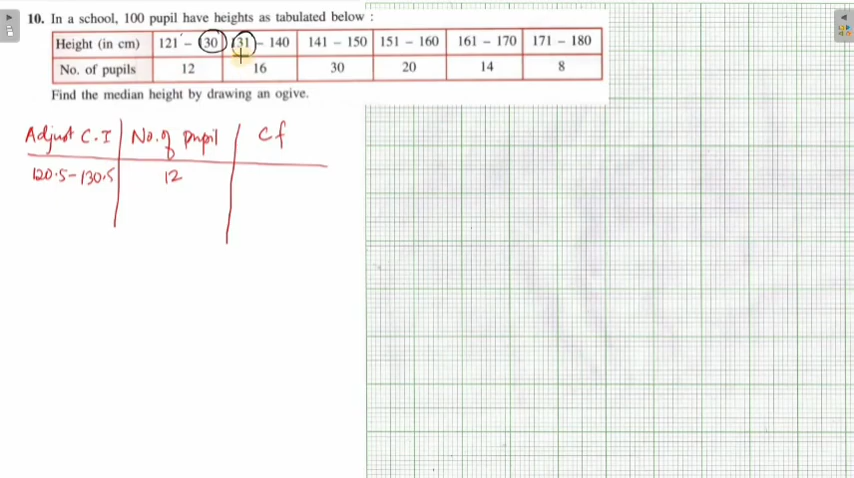 10. In a school, 100 pupil have heights as tabulated below :
Height (in cm) 121 – 130 131 – 140 141 – 150 151 – 160 161 – 170 171 – 180
No. of pupils 12 16 30 20 14 8
Find the median height by drawing an ogive.
Adjust C.I No. of pupil Cf
120.5-130.5 12